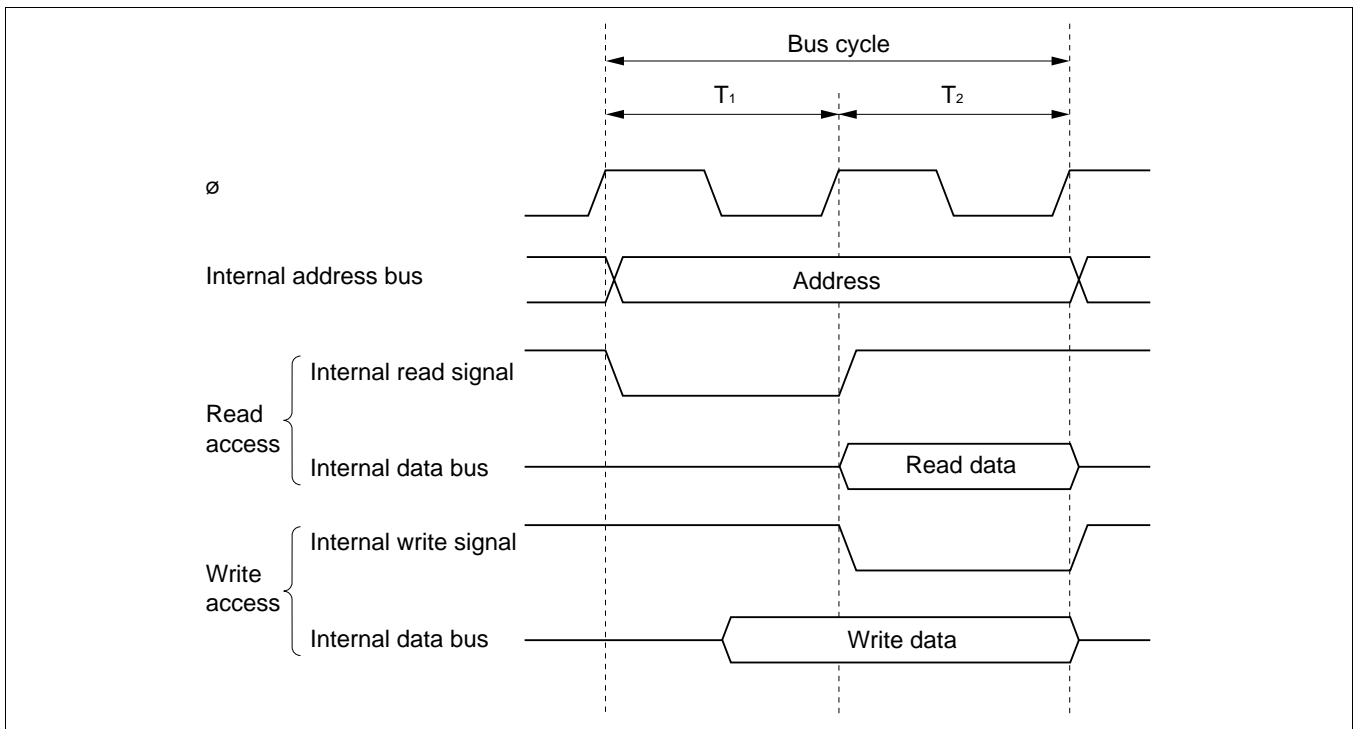 Bus cycle
T₁ T₂
ø
Internal address bus
Address
Internal read signal
Read
access
Internal data bus
Read data
Internal write signal
Write
access
Internal data bus
Write data